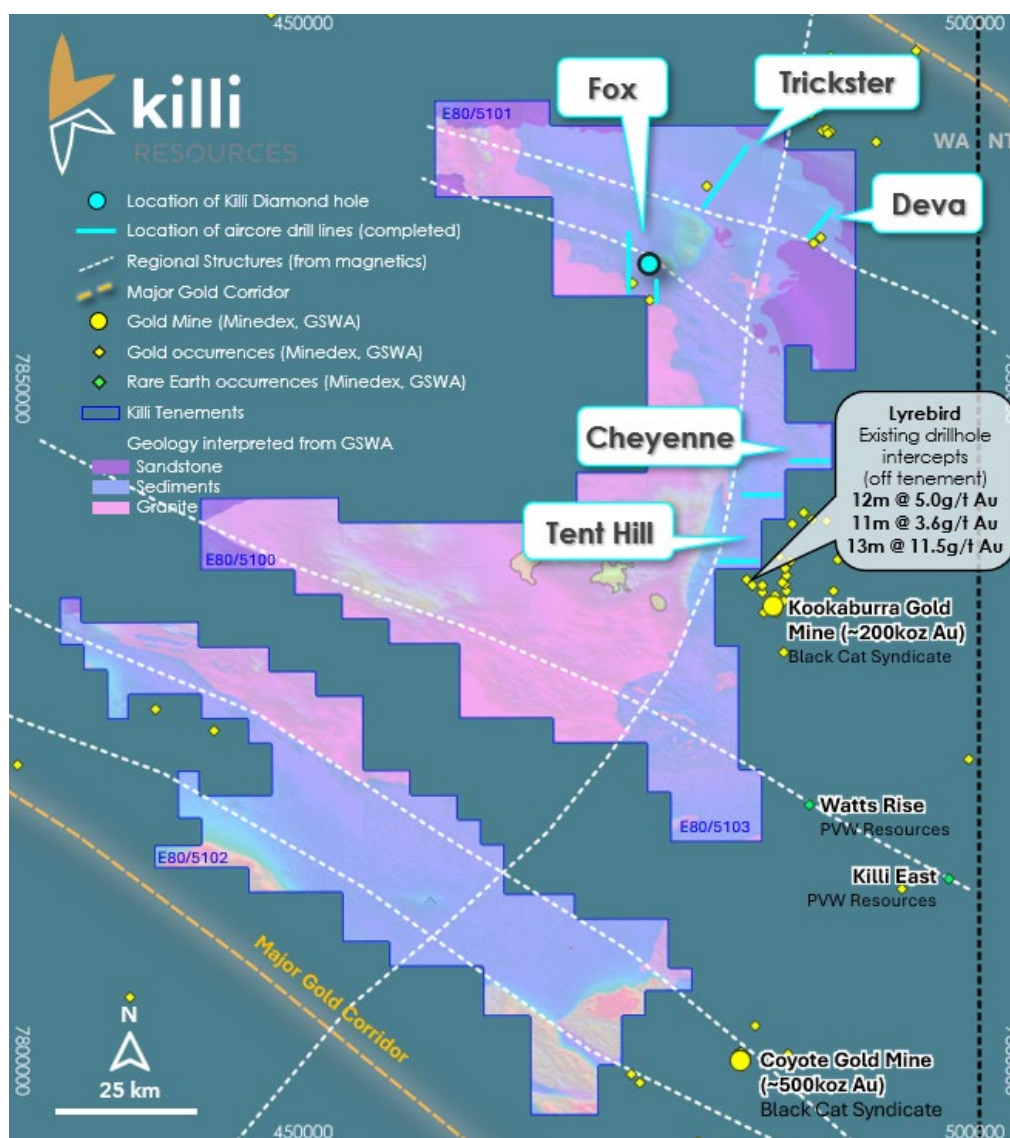 450000
500000
killi
RESOURCES
Fox
Trickster
E80/5101
WA
NT
Location of Killi Diamond hole
Deva
Location of aircore drill lines (completed)
Regional Structures (from magnetics)
Major Gold Corridor
Gold Mine (Minedex, GSWA)
Gold occurrences (Minedex, GSWA)
Rare Earth occurrences (Minedex, GSWA)
7850000
Killi Tenements
Geology interpreted from GSWA
Sandstone
Sediments
Granite
Cheyenne
Lyrebird
Existing drillhole
intercepts
(off tenement)
12m @ 5.0g/t Au
11m @ 3.6g/t Au
13m @ 11.5g/t Au
Tent Hill
E80/5100
Kookaburra Gold
Mine (~200koz Au)
Black Cat Syndicate
Watts Rise
PVW Resources
E80/5103
E80/5102
Killi East
PVW Resources
Major Gold Corridor
N
25 km
7800000
Coyote Gold Mine
(~500koz Au)
Black Cat Syndicate
450000
500000